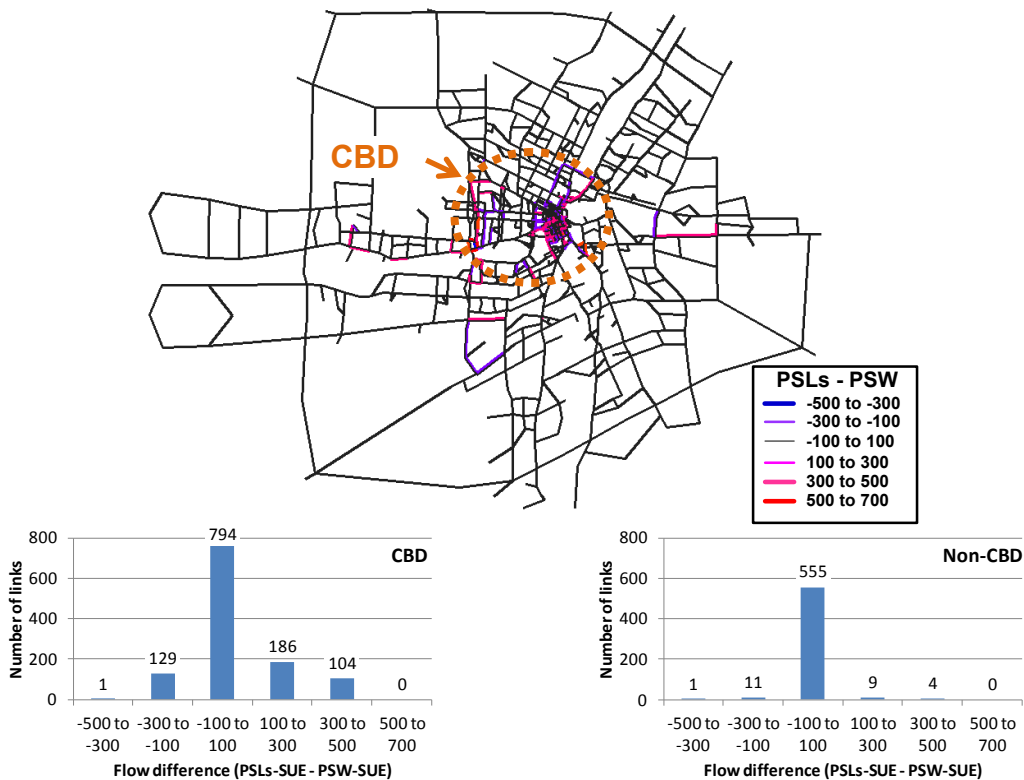 CBD
PSLs - PSW
-500 to -300
-300 to -100
-100 to 100
100 to 300
300 to 500
500 to 700
CBD
Number of links
800
600
400
200
0
1
129
794
186
104
0
-500 to -300
-300 to -100
-100 to 100
100 to 300
300 to 500
500 to 700
Flow difference (PSLs-SUE - PSW-SUE)
Non-CBD
Number of links
800
600
400
200
0
1
11
555
9
4
0
-500 to -300
-300 to -100
-100 to 100
100 to 300
300 to 500
500 to 700
Flow difference (PSLs-SUE - PSW-SUE)